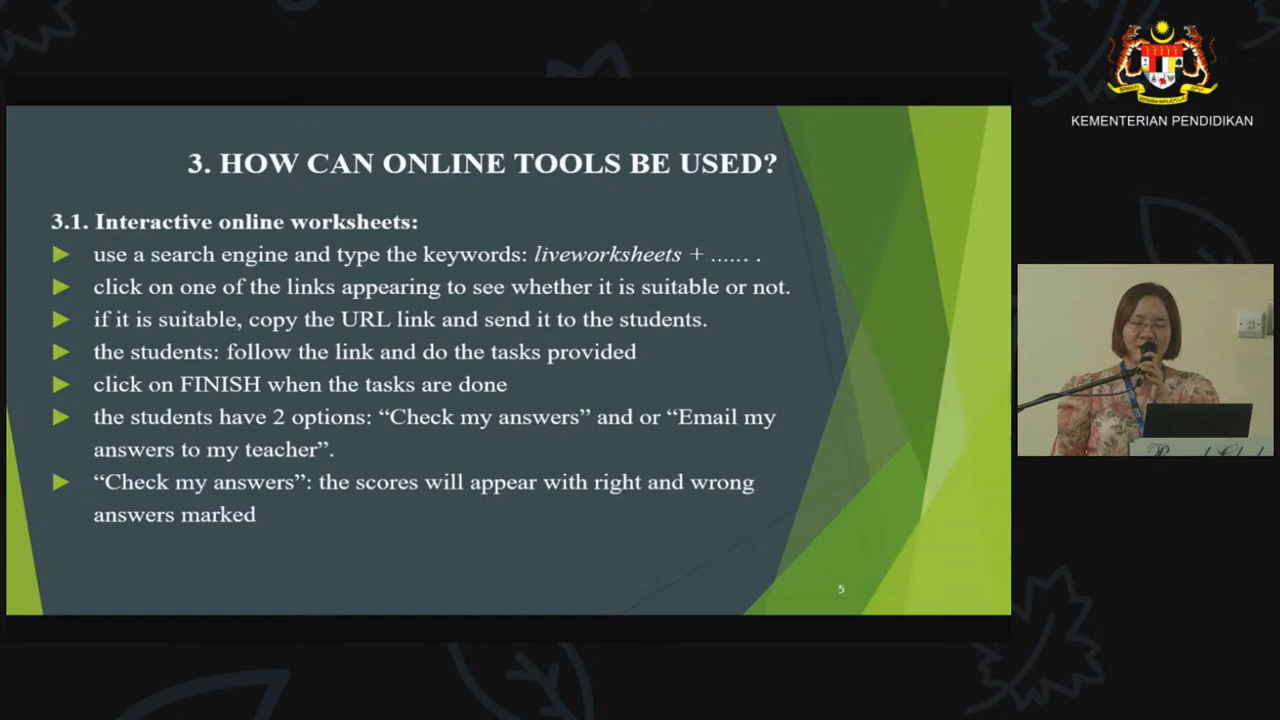 KEMENTERIAN PENDIDIKAN
3. HOW CAN ONLINE TOOLS BE USED?
3.1. Interactive online worksheets:
use a search engine and type the keywords: liveworksheets + ...... .
click on one of the links appearing to see whether it is suitable or not.
if it is suitable, copy the URL link and send it to the students.
the students: follow the link and do the tasks provided
click on FINISH when the tasks are done
the students have 2 options: “Check my answers” and or “Email my
answers to my teacher”.
“Check my answers”: the scores will appear with right and wrong
answers marked
5